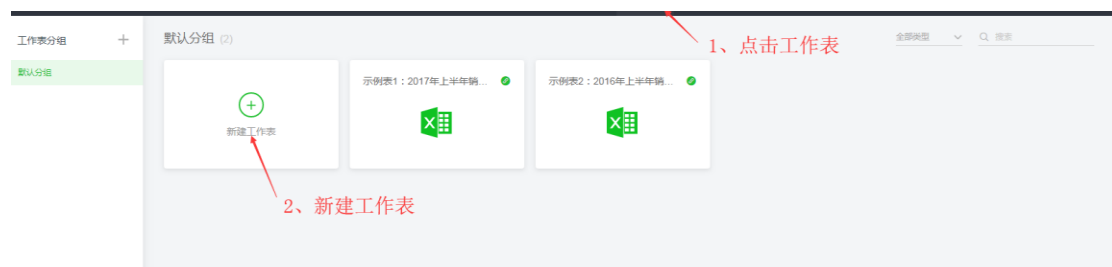 工作表分组 +
默认分组
默认分组 (2)
全部类型
搜索
1、点击工作表
新建工作表
示例表1：2017年上半年销...
示例表2：2016年上半年销...
2、新建工作表